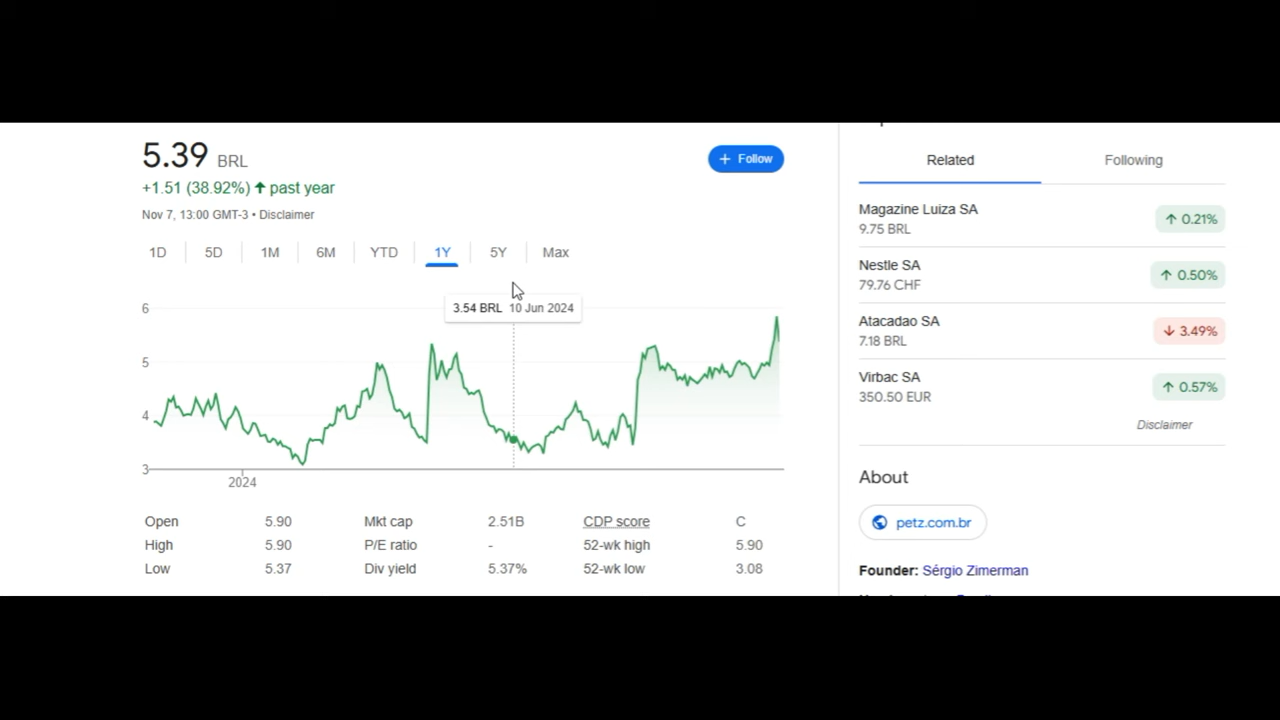 5.39 BRL
+1.51 (38.92%) ↑ past year
Nov 7, 13:00 GMT-3 • Disclaimer
+ Follow
1D 5D 1M 6M YTD 1Y 5Y Max
3.54 BRL 10 Jun 2024
6
5
4
3
2024
Open 5.90 Mkt cap 2.51B CDP score C
High 5.90 P/E ratio - 52-wk high 5.90
Low 5.37 Div yield 5.37% 52-wk low 3.08
Related Following
Magazine Luiza SA
9.75 BRL
↑ 0.21%
Nestle SA
79.76 CHF
↑ 0.50%
Atacadao SA
7.18 BRL
↓ 3.49%
Virbac SA
350.50 EUR
↑ 0.57%
Disclaimer
About
petz.com.br
Founder: Sérgio Zimerman